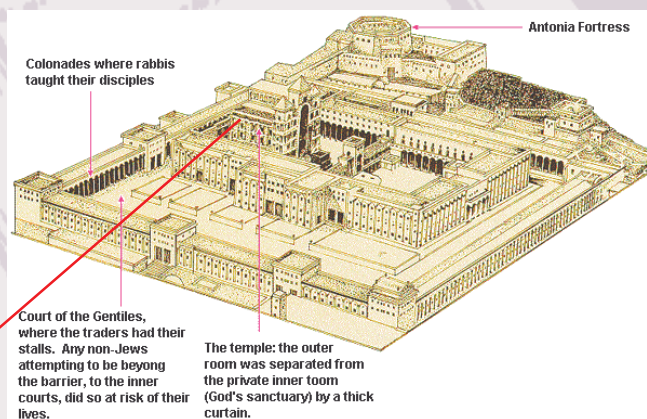 Antonia Fortress
Colonades where rabbis
taught their disciples
Court of the Gentiles,
where the traders had their
stalls. Any non-Jews
attempting to be beyong
the barrier, to the inner
courts, did so at risk of their
lives.
The temple: the outer
room was separated from
the private inner toom
(God's sanctuary) by a thick
curtain.